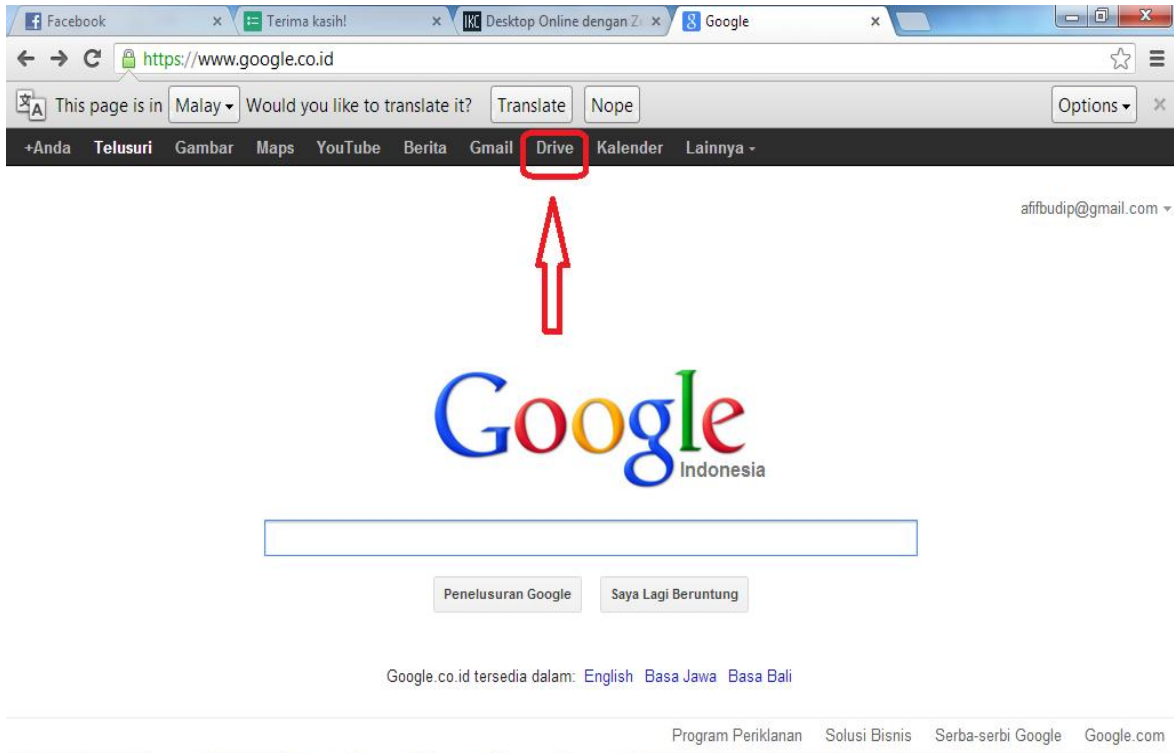 Facebook Terima kasih! IKC Desktop Online dengan Z Google
https://www.google.co.id
This page is in Malay Would you like to translate it? Translate Nope Options
+Anda Telusuri Gambar Maps YouTube Berita Gmail Drive Kalender Lainnya
afifbudip@gmail.com
Google
Indonesia
Penelusuran Google Saya Lagi Beruntung
Google.co.id tersedia dalam: English Basa Jawa Basa Bali
Program Periklanan Solusi Bisnis Serba-serbi Google Google.com